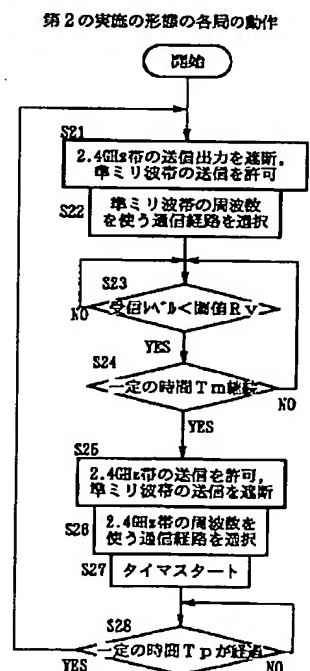 第2の実施の形態の各局の動作
開始
S21
2.4GHz帯の送信出力を遮断,
準ミリ波帯の送信を許可
S22
準ミリ波帯の周波数
を使う通信経路を選択
S23
受信レベル<閾値Rv
NO
YES
S24
一定の時間Tm継続
NO
YES
S25
2.4GHz帯の送信を許可,
準ミリ波帯の送信を遮断
S26
2.4GHz帯の周波数を
使う通信経路を選択
S27
タイマスタート
S28
一定の時間Tpが経過
YES
NO